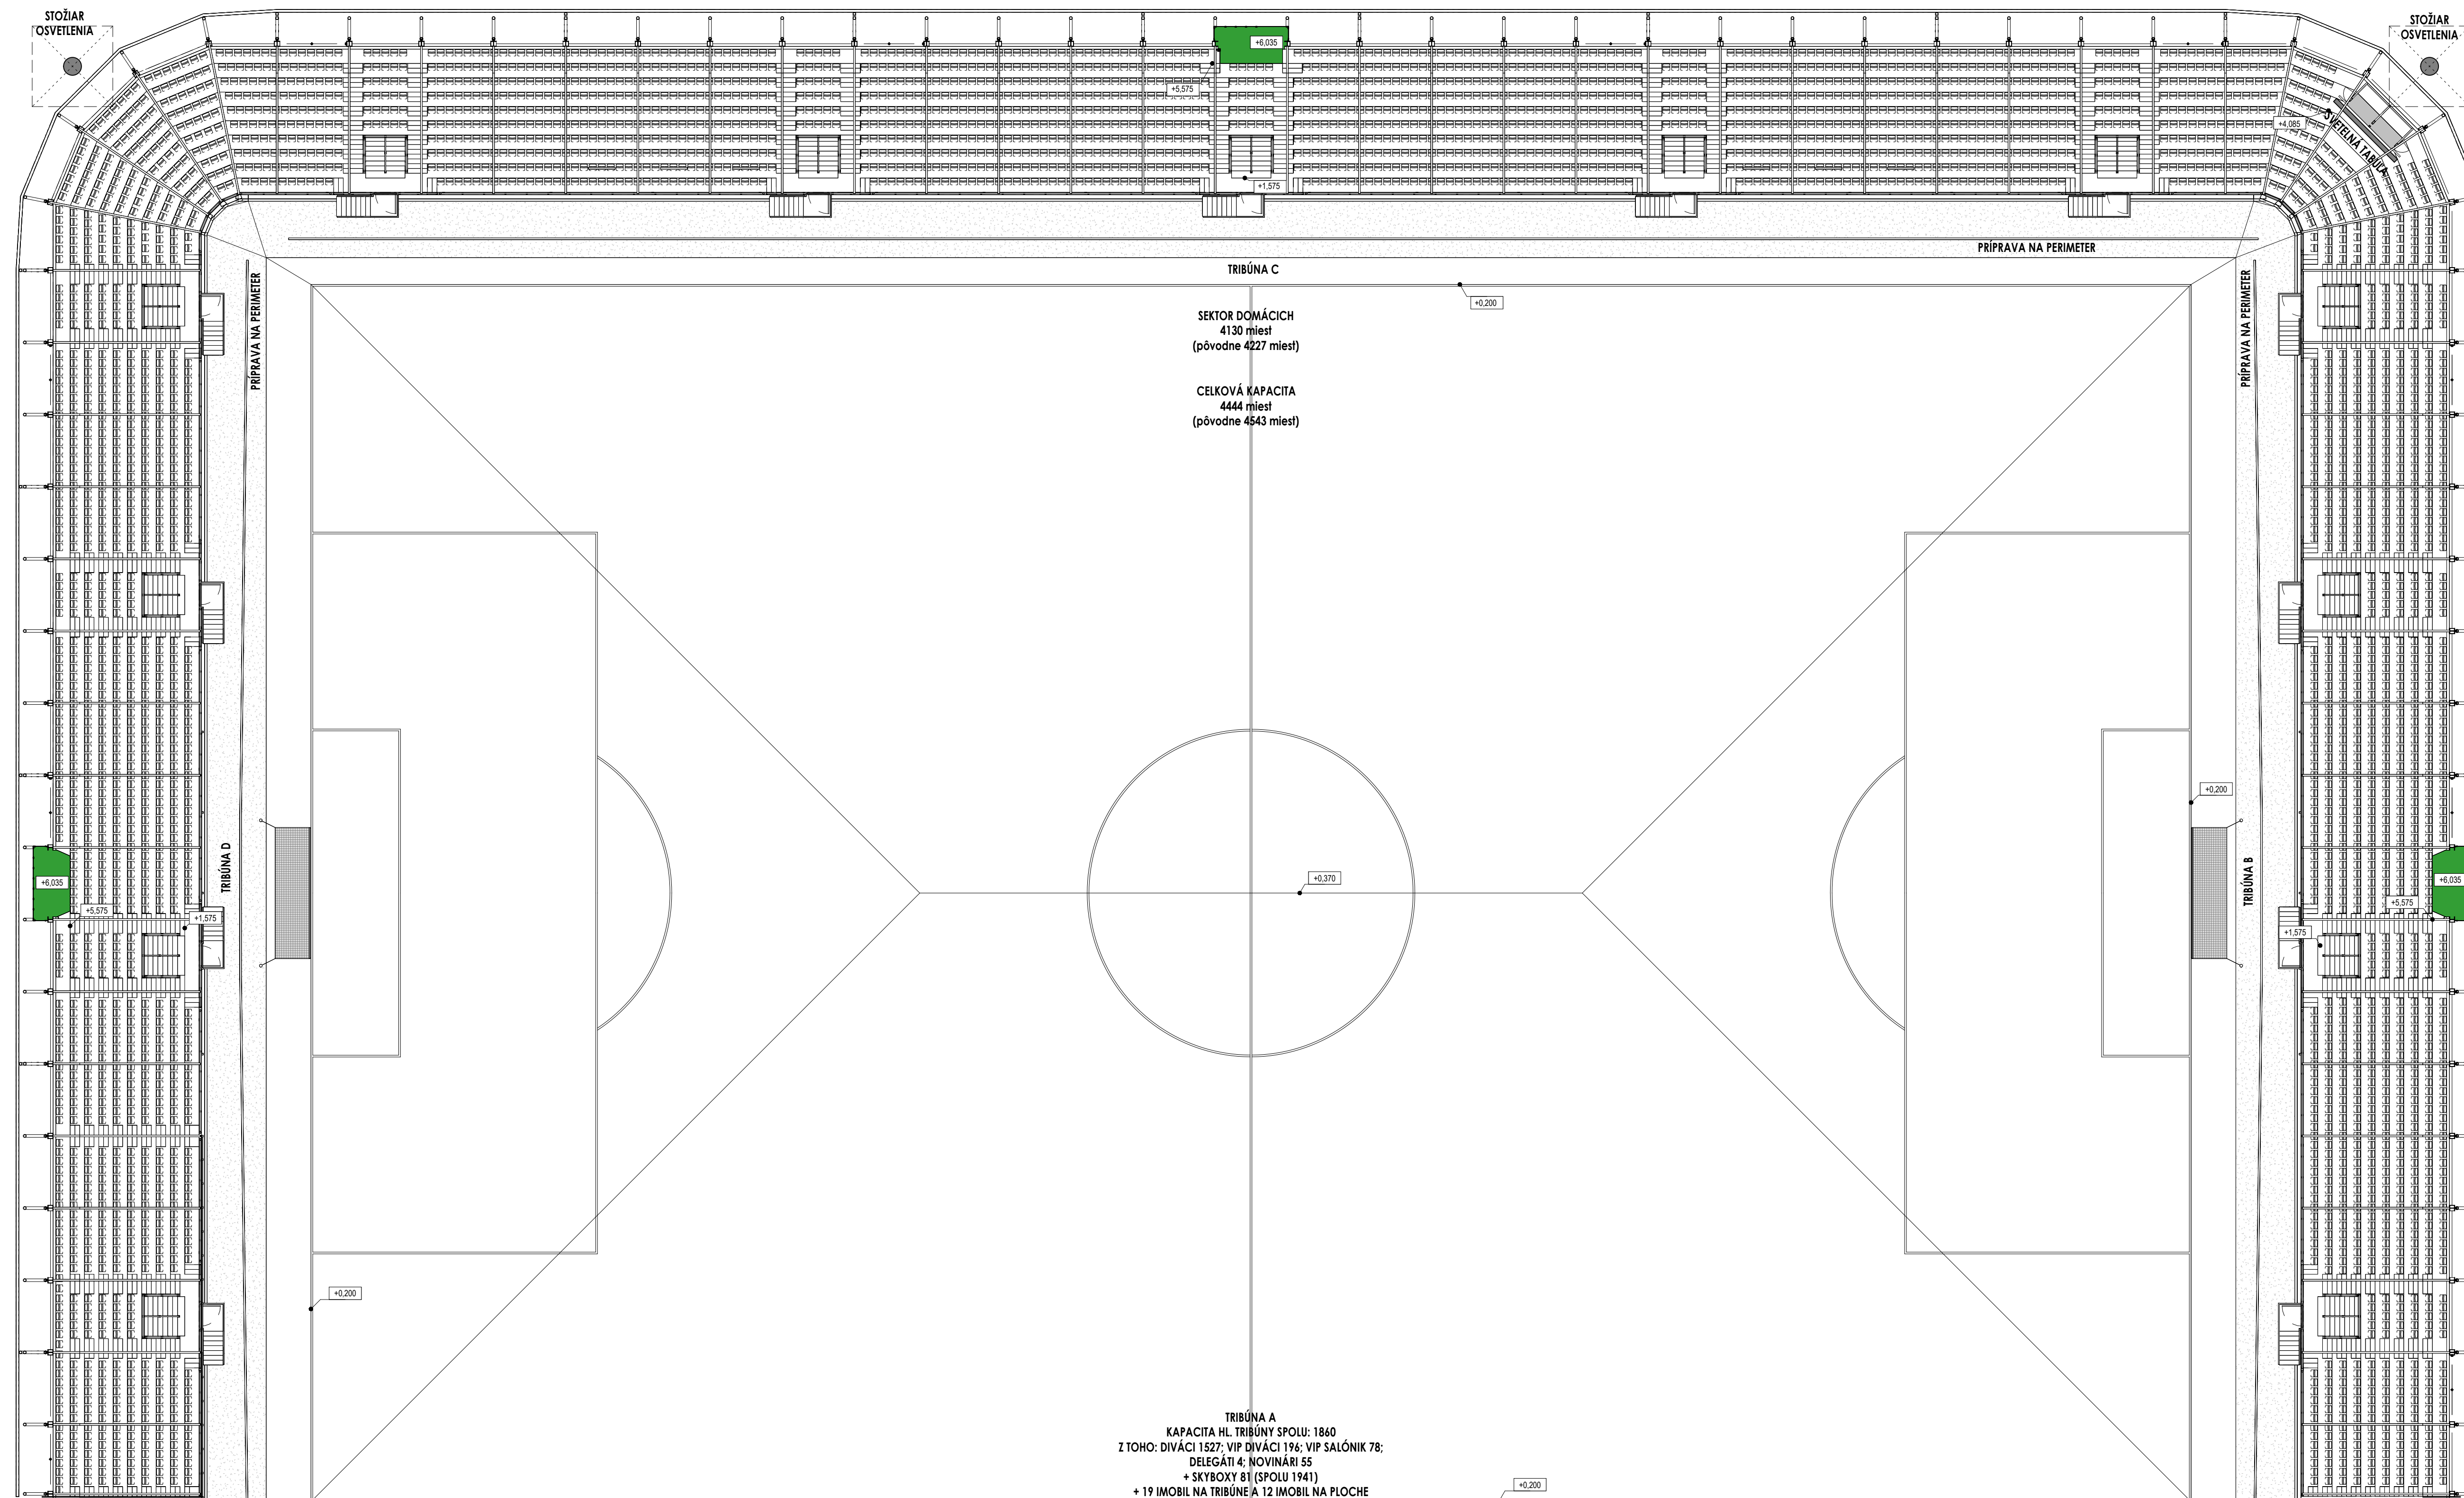 STOŽIAR
OSVETLENIA
STOŽIAR
OSVETLENIA
+6,035
+5,575
+4,085
SVETELNÁ TABUĽA
+1,575
PRÍPRAVA NA PERIMETER
TRIBÚNA C
PRÍPRAVA NA PERIMETER
PRÍPRAVA NA PERIMETER
+0,200
SEKTOR DOMÁCICH
4130 miest
(pôvodne 4227 miest)
CELKOVÁ KAPACITA
4444 miest
(pôvodne 4543 miest)
+0,200
TRIBÚNA D
TRIBÚNA B
+6,035
+0,370
+6,035
+5,575
+1,575
+5,575
+1,575
+0,200
TRIBÚNA A
KAPACITA HL. TRIBÚNY SPOLU: 1860
Z TOHO: DIVÁCI 1527; VIP DIVÁCI 196; VIP SALÓNIK 78;
DELEGÁTI 4; NOVINÁRI 55
+ SKYBOXY 81 (SPOLU 1941)
+ 19 IMOBIL NA TRIBÚNE A 12 IMOBIL NA PLOCHE
+0,200